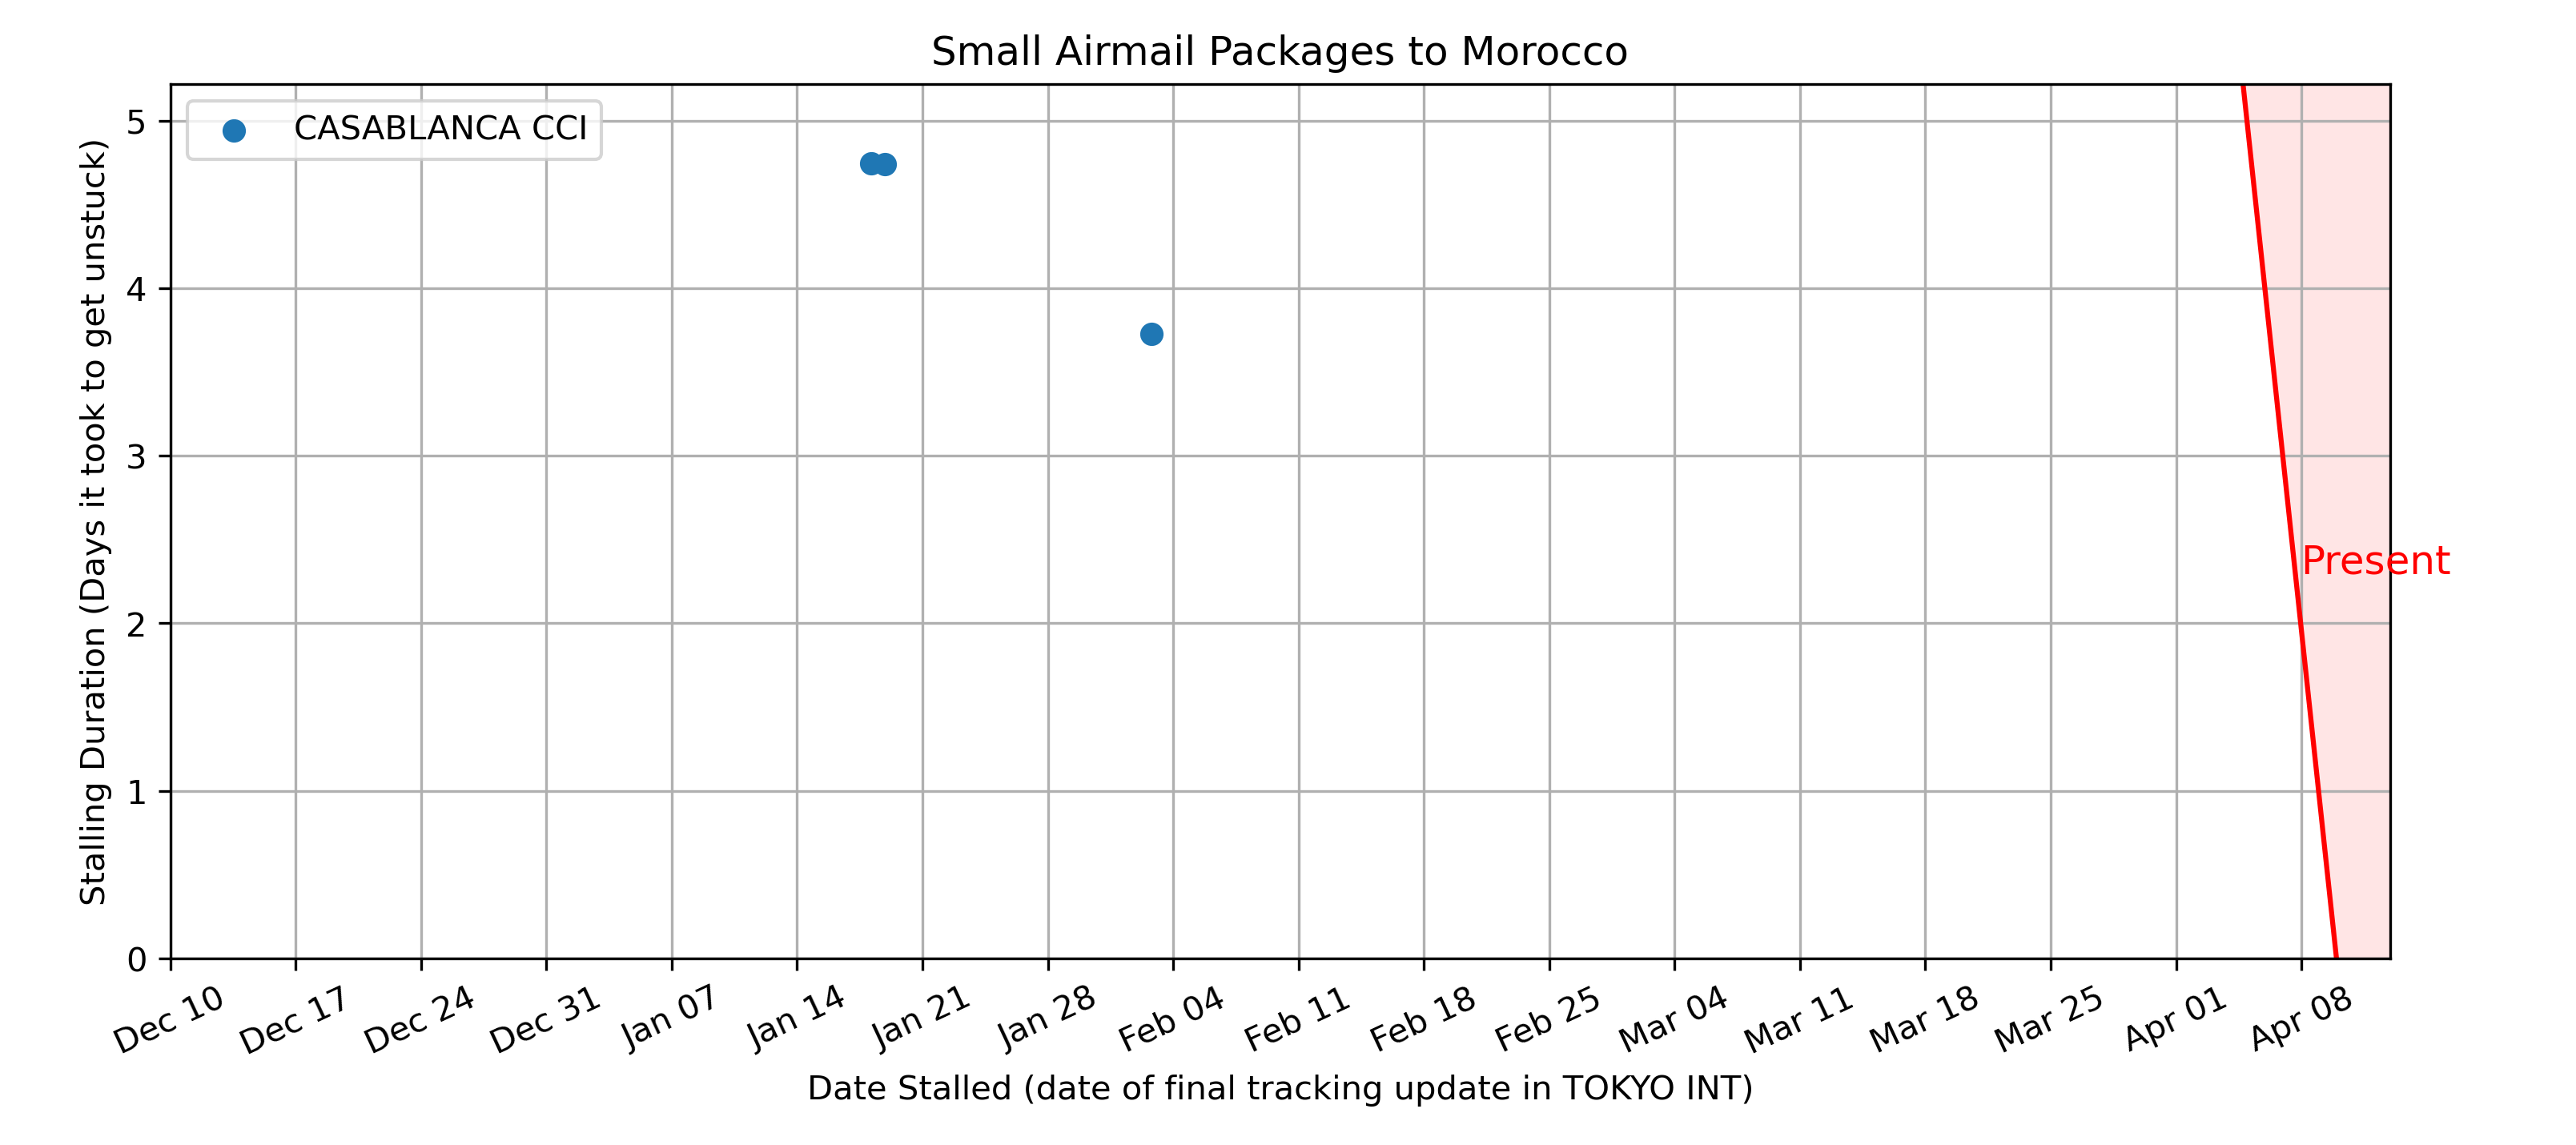 Small Airmail Packages to Morocco
CASABLANCA CCI
Stalling Duration (Days it took to get unstuck)
5
4
3
2
1
0
Present
Dec 10
Dec 17
Dec 24
Dec 31
Jan 07
Jan 14
Jan 21
Jan 28
Feb 04
Feb 11
Feb 18
Feb 25
Mar 04
Mar 11
Mar 18
Mar 25
Apr 01
Apr 08
Date Stalled (date of final tracking update in TOKYO INT)